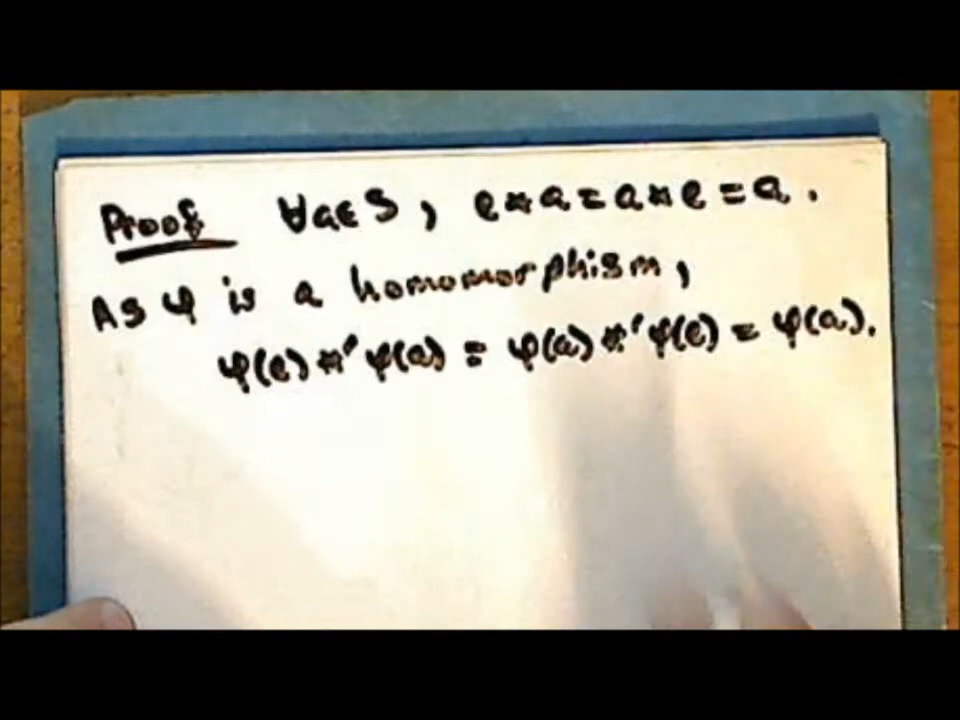 Proof ∀a∈S, e*a=a*e=a.
As φ is a homomorphism,
φ(e)*'φ(a) = φ(a)*'φ(e) = φ(a).